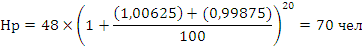 Нр = 48 × (1 + ((1,00625) + (0,99875))/100)^20 = 70 чел